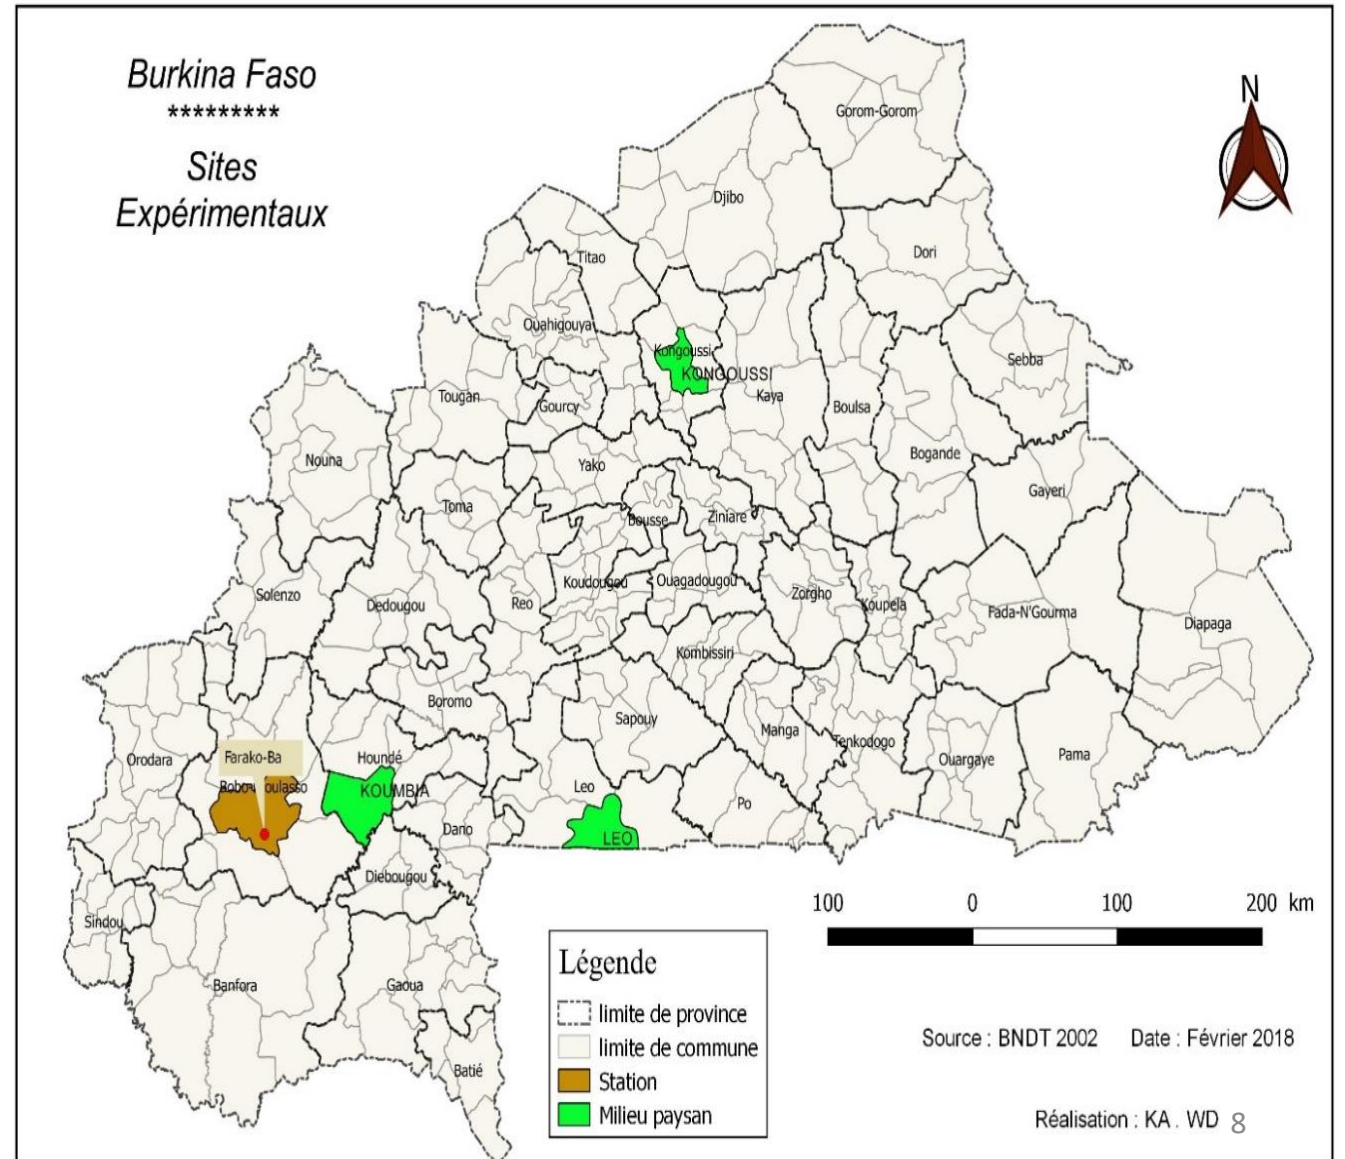 Burkina Faso
*********
Sites
Expérimentaux
N
Gorom-Gorom
Djibo
Dori
Titao
Ouahigouya
Kongoussi
KONGOUSSI
Sebba
Tougan
Gourcy
Kaya
Boulsa
Nouna
Yako
Bogande
Gayeri
Toma
Bousse
Ziniare
Solenzo
Dedougou
Reo
Koudougou
Ouagadougou
Zorgho
Koupela
Fada-N'Gourma
Diapaga
Kombissiri
Boromo
Sapouy
Manga
Tenkodogo
Ouargaye
Pama
Orodara
Farako-Ba
Houndé
KOUMBIA
Leo
LEO
Po
Dano
Diebougou
Sindou
Banfora
Gaoua
Batié
100 0 100 200 km
Légende
limite de province
limite de commune
Station
Milieu paysan
Source : BNDT 2002 Date : Février 2018
Réalisation : KA . WD 8